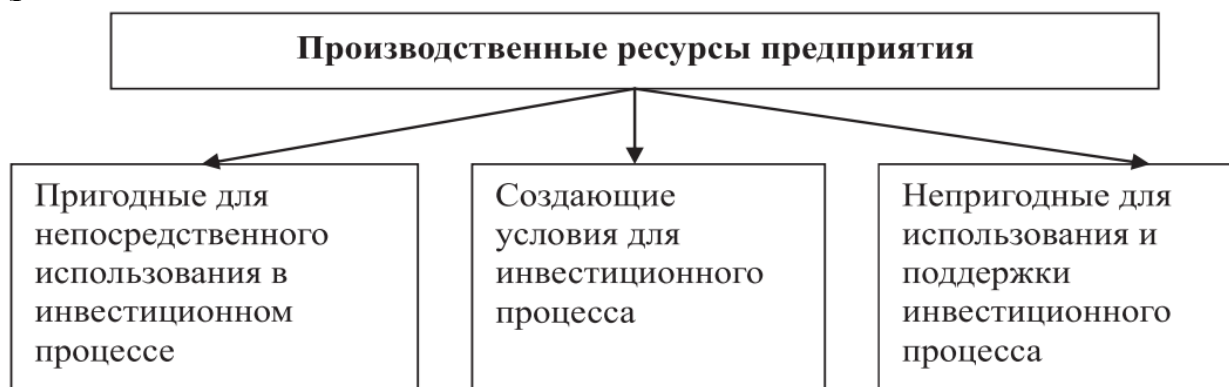 Производственные ресурсы предприятия
Пригодные для
непосредственного
использования в
инвестиционном
процессе
Создающие
условия для
инвестиционного
процесса
Непригодные для
использования и
поддержки
инвестиционного
процесса